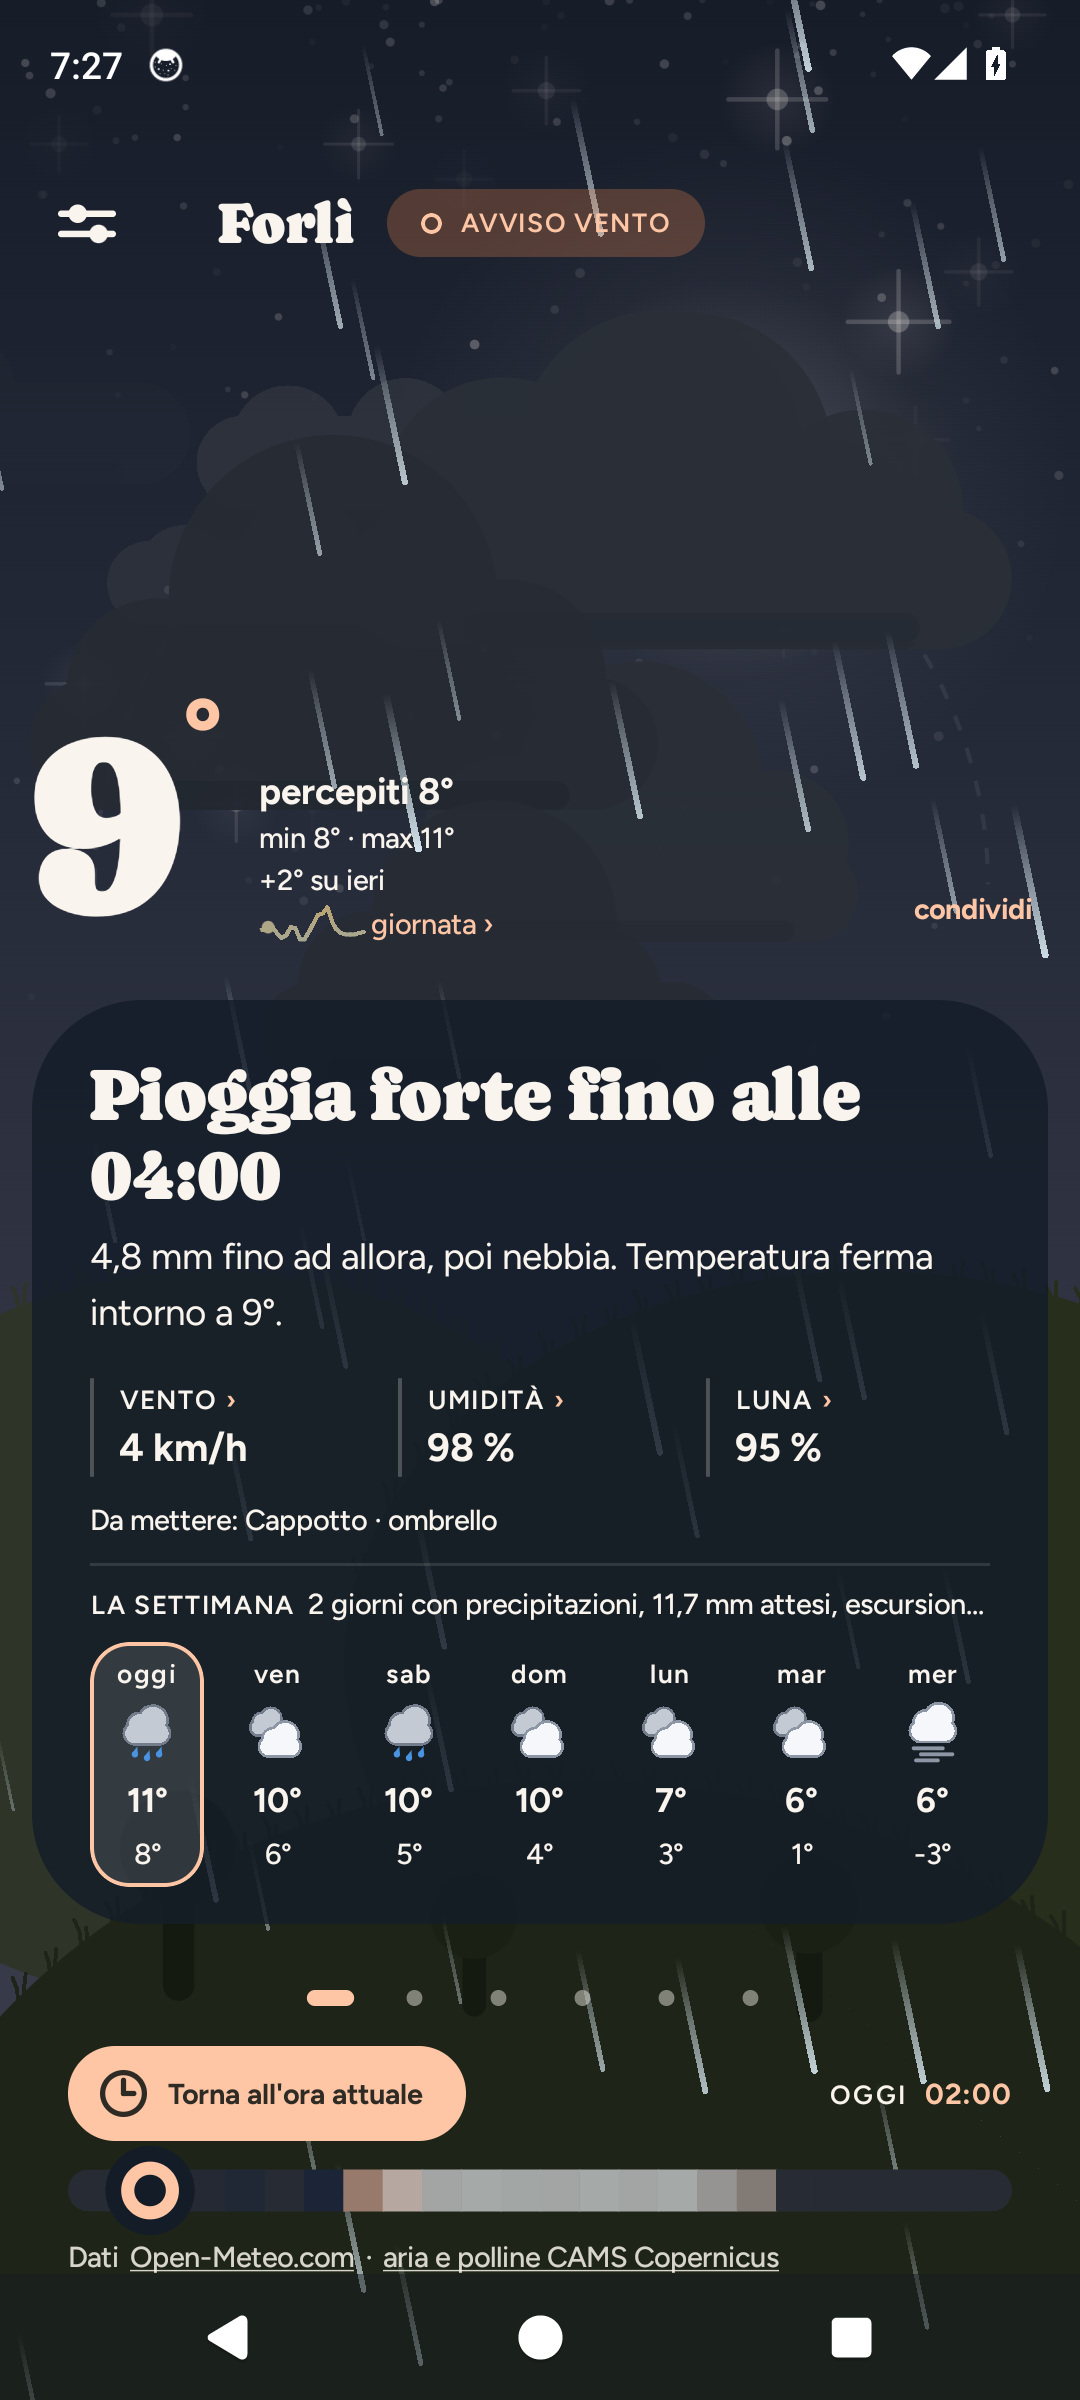 7:27
Forlì
AVVISO VENTO
9°
percepiti 8°
min 8° · max 11°
+2° su ieri
giornata ›
condividi
Pioggia forte fino alle
04:00
4,8 mm fino ad allora, poi nebbia. Temperatura ferma
intorno a 9°.
VENTO › UMIDITÀ › LUNA ›
4 km/h 98 % 95 %
Da mettere: Cappotto · ombrello
LA SETTIMANA 2 giorni con precipitazioni, 11,7 mm attesi, escursion...
oggi ven sab dom lun mar mer
11° 10° 10° 10° 7° 6° 6°
8° 6° 5° 4° 3° 1° -3°
Torna all'ora attuale
OGGI 02:00
Dati Open-Meteo.com · aria e polline CAMS Copernicus